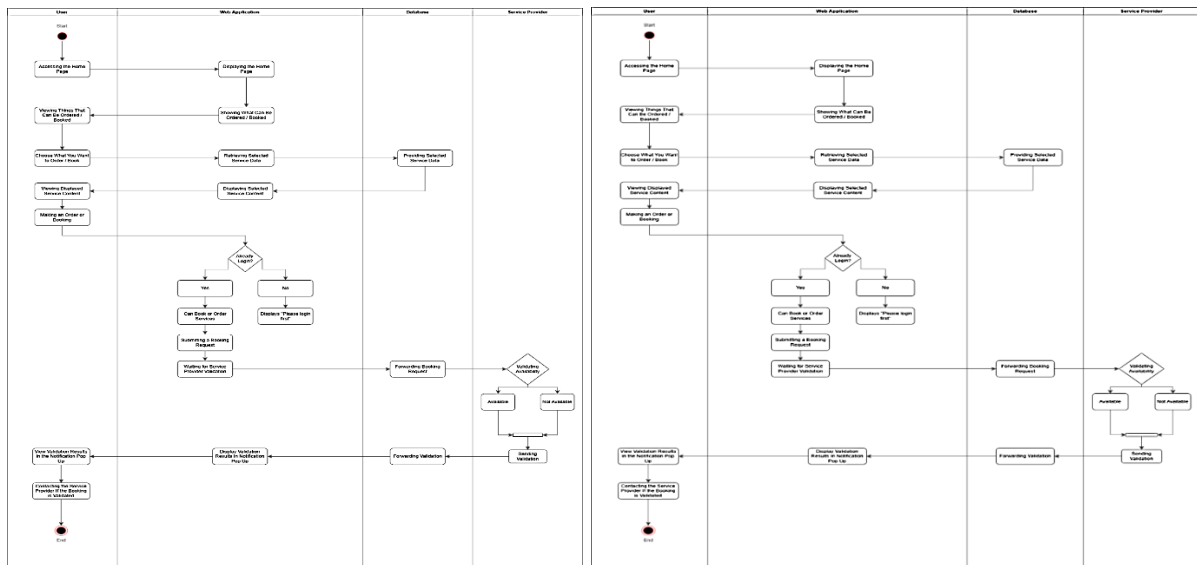 User
Web Application
Database
Service Provider
Start
Accessing the Home
Page
Displaying the Home
Page
Viewing Things That
Can Be Ordered /
Booked
Showing What Can Be
Ordered / Booked
Choose What You Want
to Order / Book
Retrieving Selected
Service Data
Providing Selected
Service Data
Viewing Displayed
Service Content
Displaying Selected
Service Content
Making an Order or
Booking
Already
Login?
Yes
No
Can Book or Order
Services
Displays "Please login
first"
Submitting a Booking
Request
Waiting for Service
Provider Validation
Forwarding Booking
Request
Validating
Availability
Available
Not Available
View Validation Results
in the Notification Pop
Up
Display Validation
Results in Notification
Pop Up
Forwarding Validation
Sending
Validation
Contacting the Service
Provider if the Booking
is Validated
End
User
Web Application
Database
Service Provider
Start
Accessing the Home
Page
Displaying the Home
Page
Viewing Things That
Can Be Ordered /
Booked
Showing What Can Be
Ordered / Booked
Choose What You Want
to Order / Book
Retrieving Selected
Service Data
Providing Selected
Service Data
Viewing Displayed
Service Content
Displaying Selected
Service Content
Making an Order or
Booking
Already
Login?
Yes
No
Can Book or Order
Services
Displays "Please login
first"
Submitting a Booking
Request
Waiting for Service
Provider Validation
Forwarding Booking
Request
Validating
Availability
Available
Not Available
View Validation Results
in the Notification Pop
Up
Display Validation
Results in Notification
Pop Up
Forwarding Validation
Sending
Validation
Contacting the Service
Provider if the Booking
is Validated
End